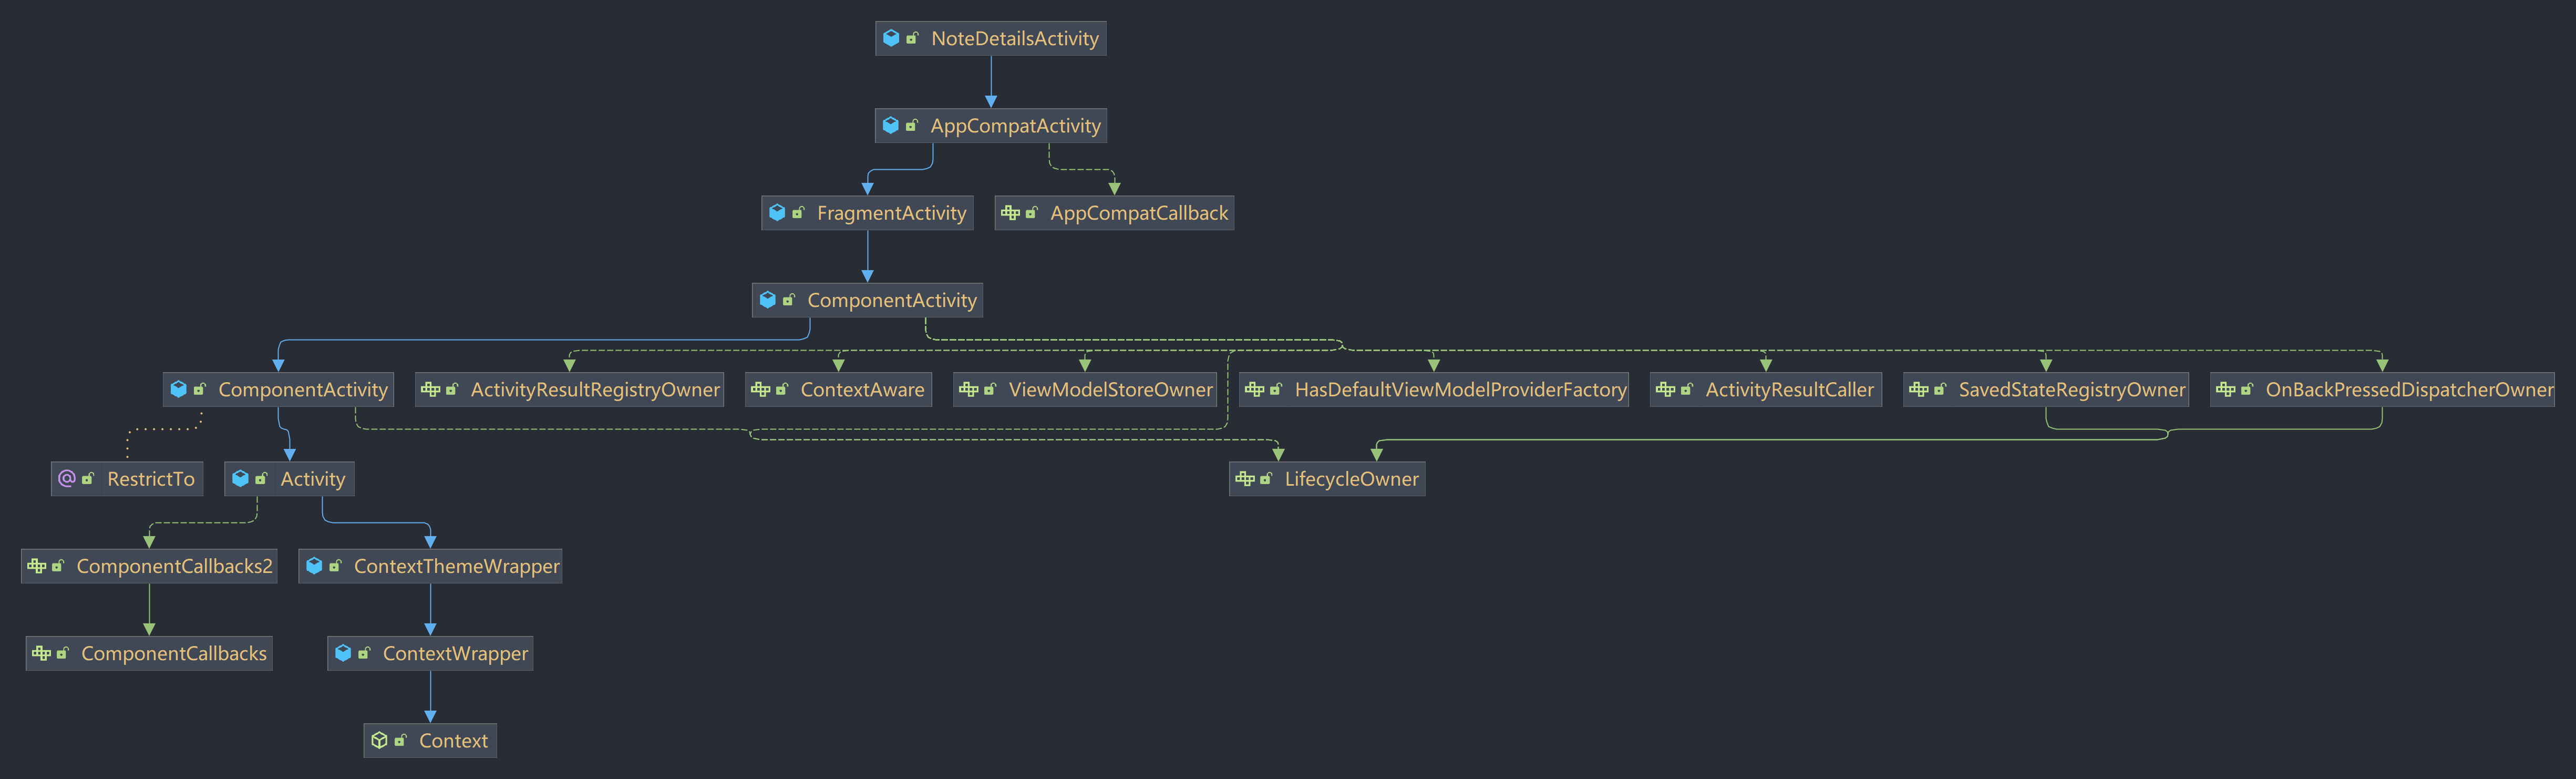 NoteDetailsActivity
AppCompatActivity
FragmentActivity
AppCompatCallback
ComponentActivity
ComponentActivity
ActivityResultRegistryOwner
ContextAware
ViewModelStoreOwner
HasDefaultViewModelProviderFactory
ActivityResultCaller
SavedStateRegistryOwner
OnBackPressedDispatcherOwner
RestrictTo
Activity
LifecycleOwner
ComponentCallbacks2
ContextThemeWrapper
ComponentCallbacks
ContextWrapper
Context